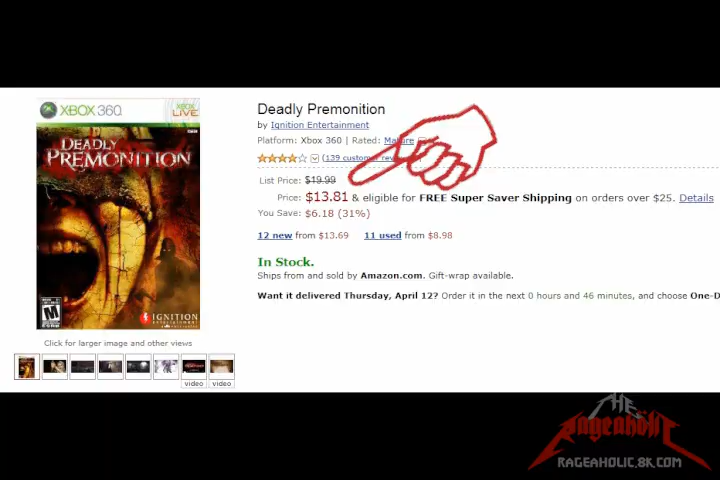 XBOX 360
XBOX
LIVE
DEADLY
PREMONITION
M
IGNITION
Click for larger image and other views
video
video
Deadly Premonition
by Ignition Entertainment
Platform: Xbox 360 | Rated: Mature
(139 customer rev
List Price: $19.99
Price: $13.81 & eligible for FREE Super Saver Shipping on orders over $25. Details
You Save: $6.18 (31%)
12 new from $13.69 11 used from $8.98
In Stock.
Ships from and sold by Amazon.com. Gift-wrap available.
Want it delivered Thursday, April 12? Order it in the next 0 hours and 46 minutes, and choose One-D
THE
Rageaholic
RAGEAHOLIC.8K.COM